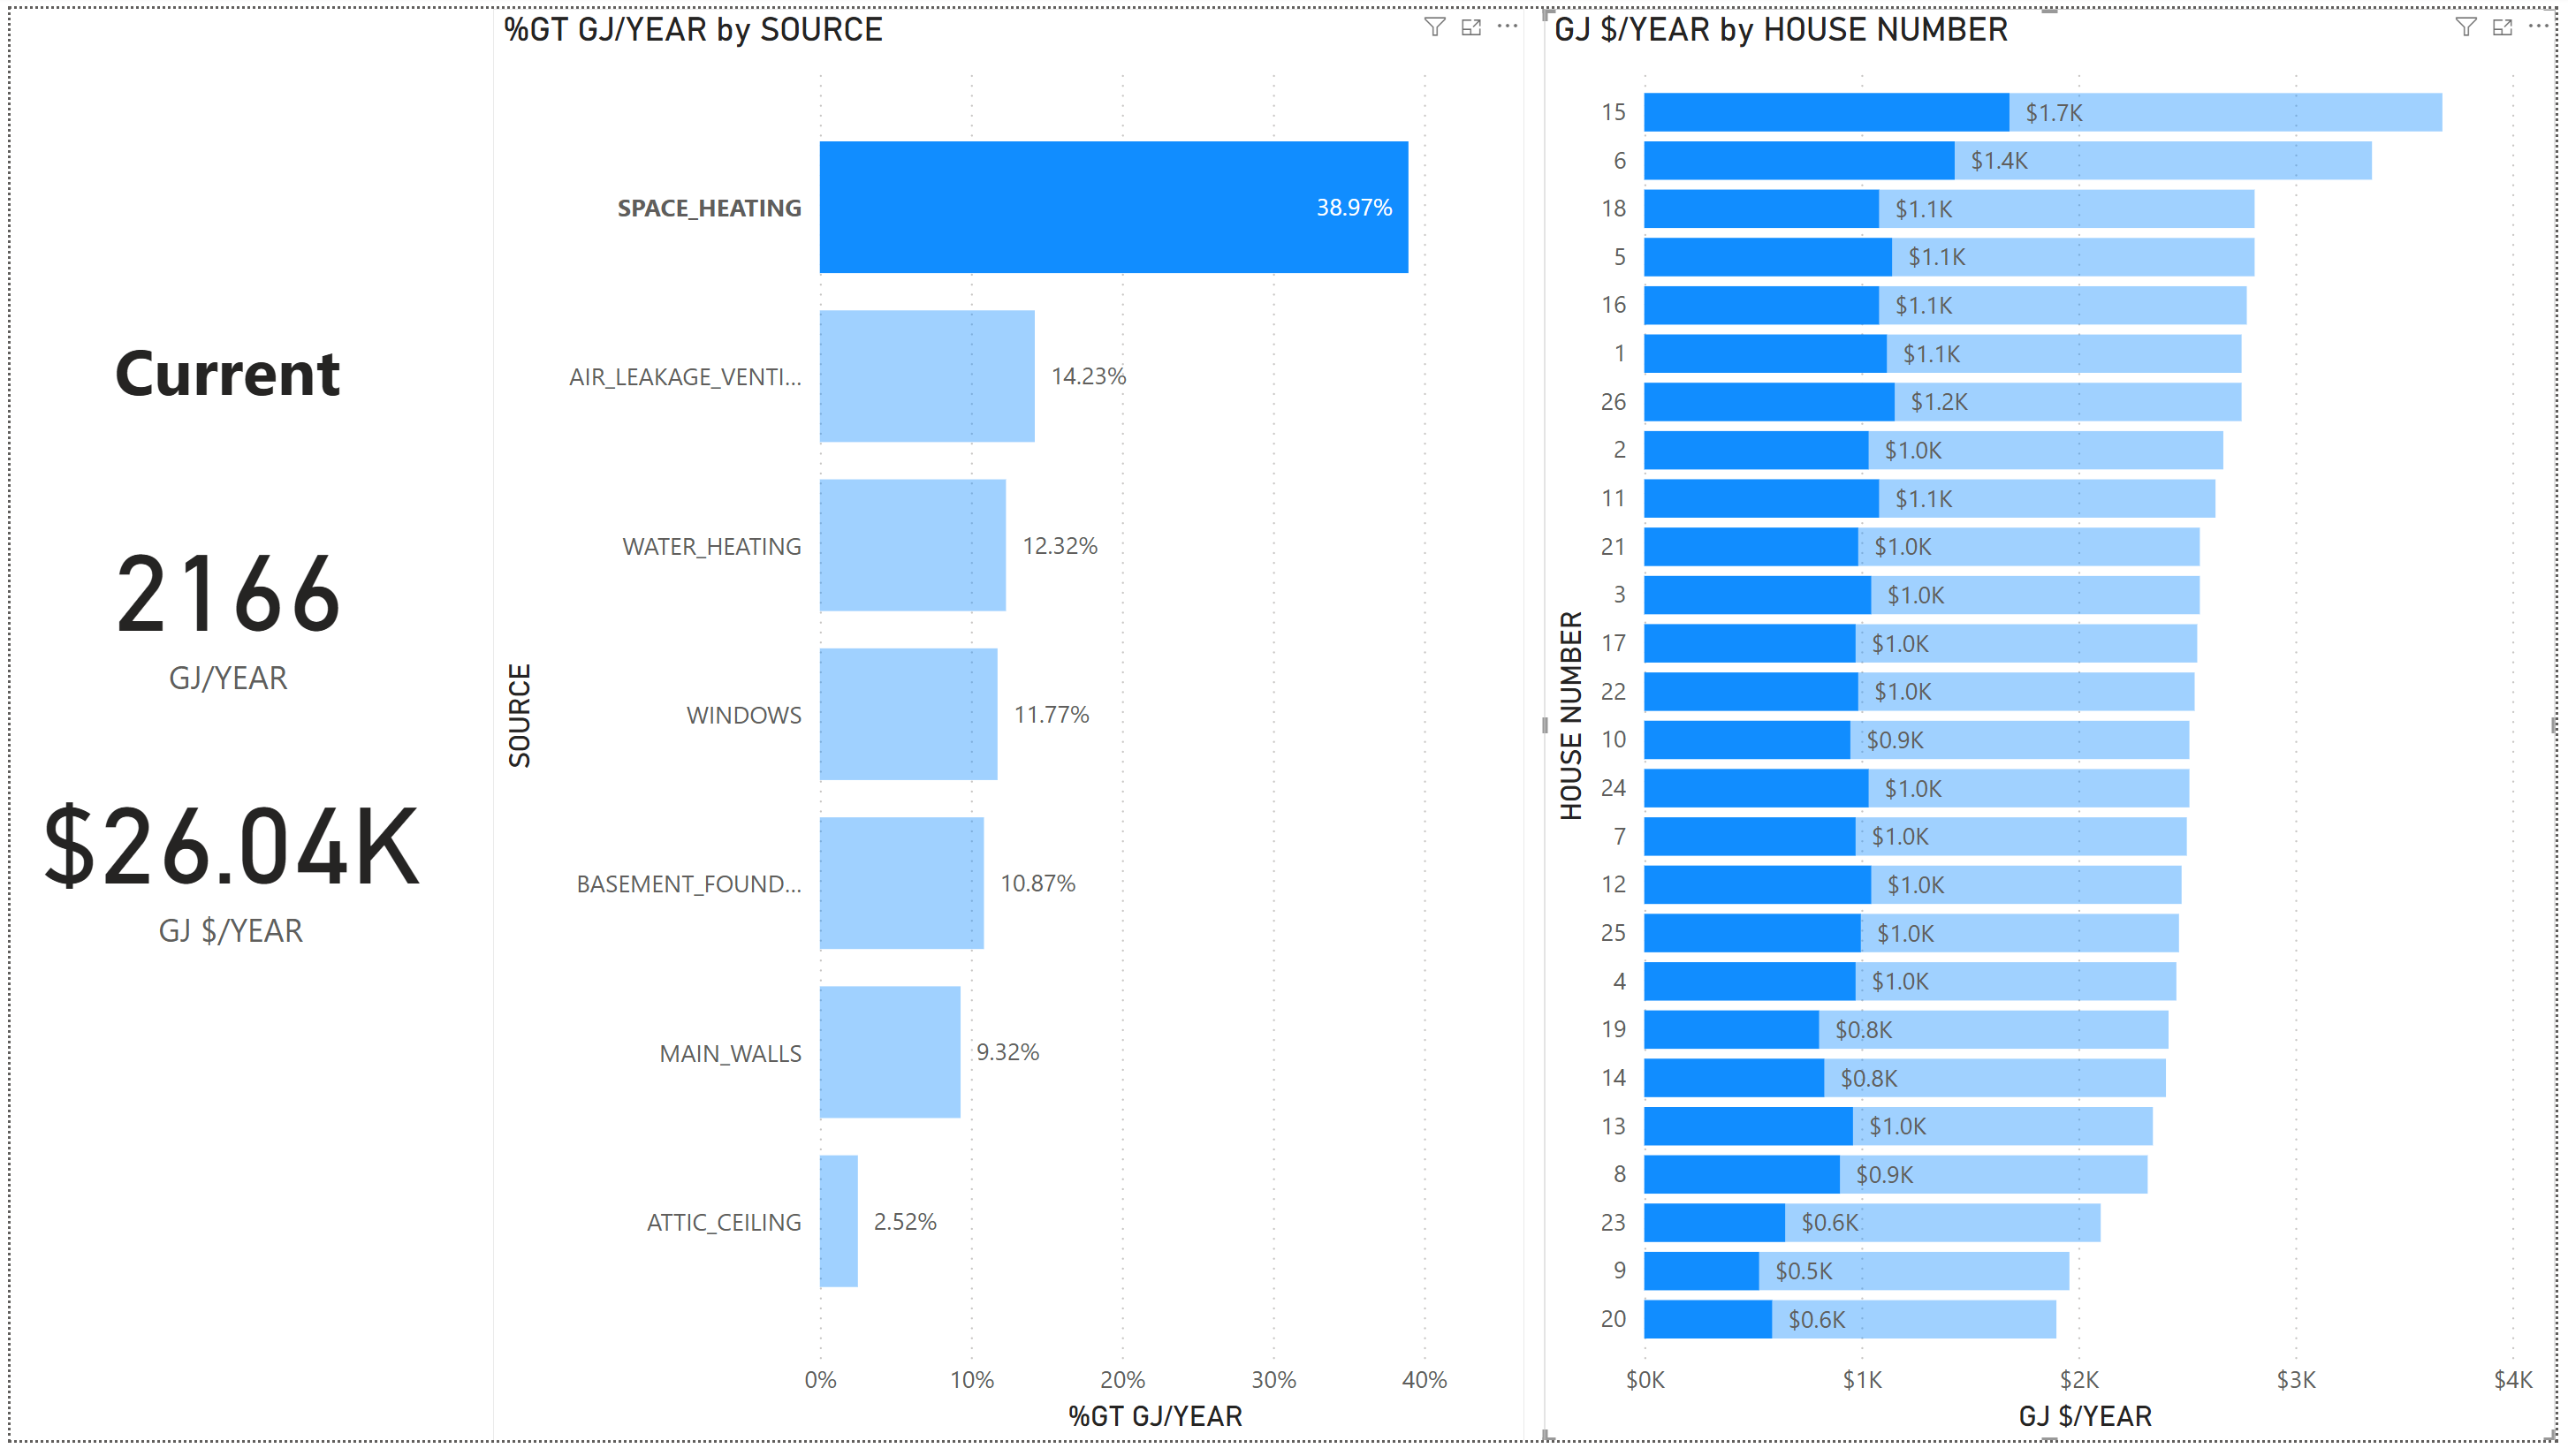 Current
2166
GJ/YEAR
$26.04K
GJ $/YEAR
%GT GJ/YEAR by SOURCE
SOURCE
SPACE_HEATING 38.97%
AIR_LEAKAGE_VENTI... 14.23%
WATER_HEATING 12.32%
WINDOWS 11.77%
BASEMENT_FOUND... 10.87%
MAIN_WALLS 9.32%
ATTIC_CEILING 2.52%
0% 10% 20% 30% 40%
%GT GJ/YEAR
GJ $/YEAR by HOUSE NUMBER
HOUSE NUMBER
15 $1.7K
6 $1.4K
18 $1.1K
5 $1.1K
16 $1.1K
1 $1.1K
26 $1.2K
2 $1.0K
11 $1.1K
21 $1.0K
3 $1.0K
17 $1.0K
22 $1.0K
10 $0.9K
24 $1.0K
7 $1.0K
12 $1.0K
25 $1.0K
4 $1.0K
19 $0.8K
14 $0.8K
13 $1.0K
8 $0.9K
23 $0.6K
9 $0.5K
20 $0.6K
$0K $1K $2K $3K $4K
GJ $/YEAR